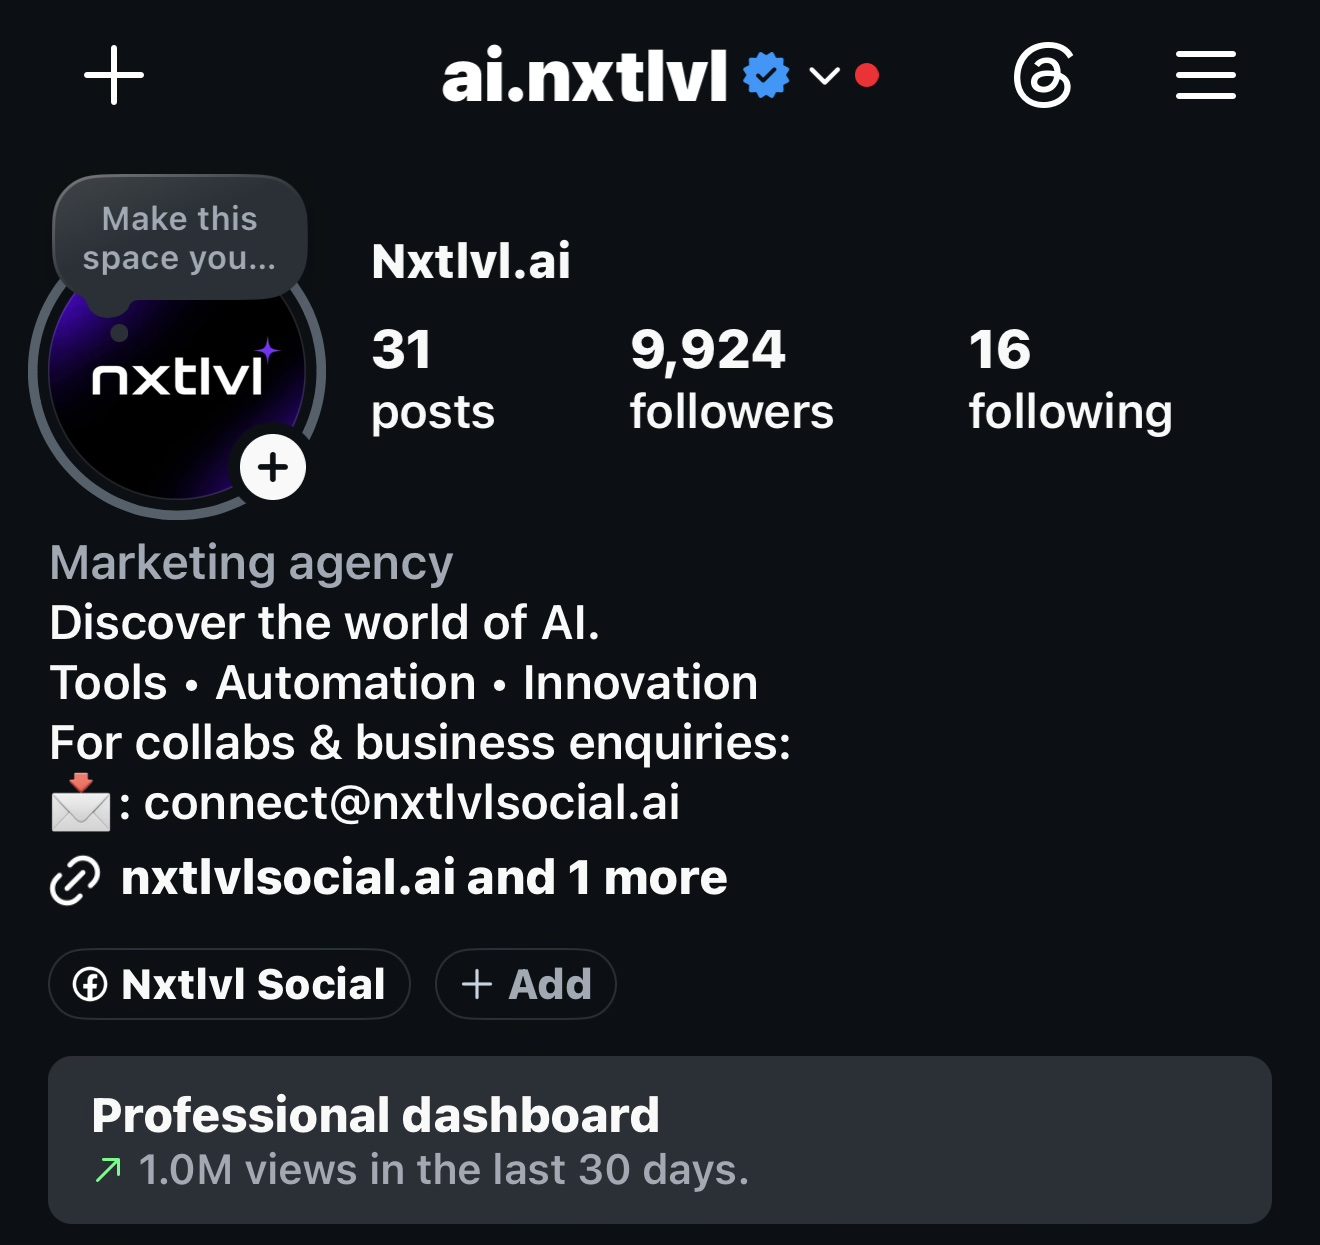 ai.nxtlvl
Make this
space you...
Nxtlvl.ai
31 9,924 16
posts followers following
nxtlvl
Marketing agency
Discover the world of AI.
Tools • Automation • Innovation
For collabs & business enquiries:
📩: connect@nxtlvlsocial.ai
nxtlvlsocial.ai and 1 more
Nxtlvl Social + Add
Professional dashboard
1.0M views in the last 30 days.